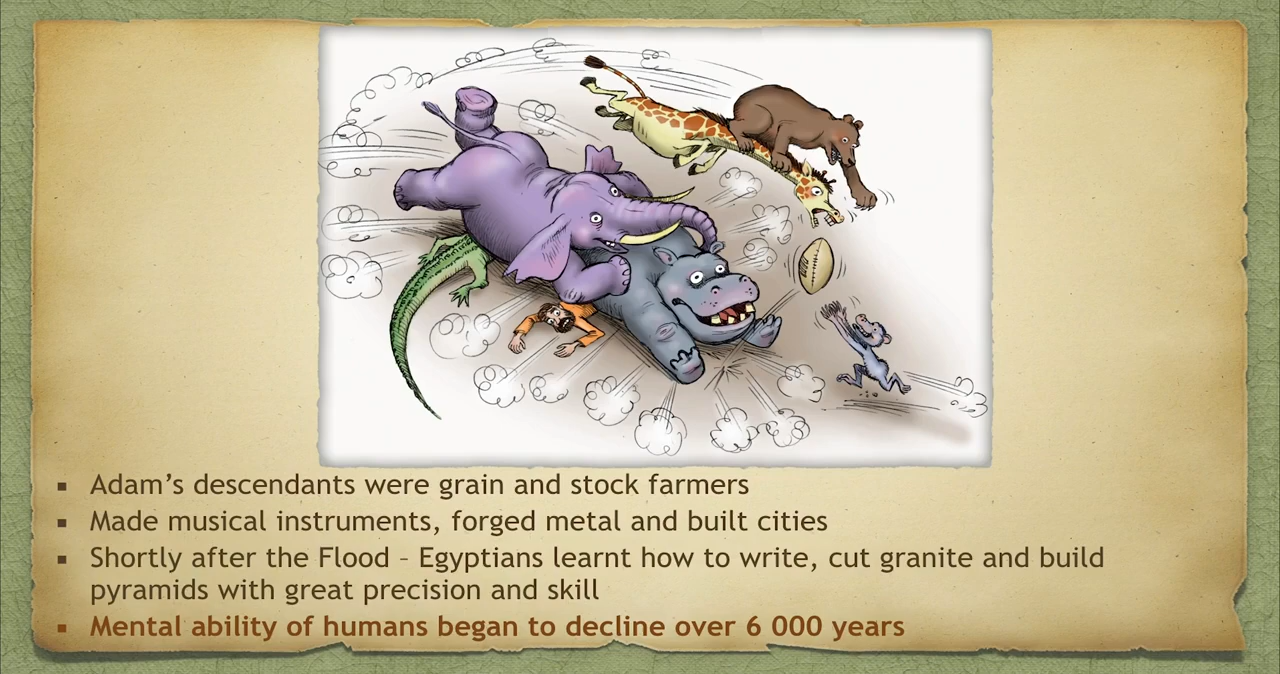 ▪ Adam’s descendants were grain and stock farmers
▪ Made musical instruments, forged metal and built cities
▪ Shortly after the Flood – Egyptians learnt how to write, cut granite and build
pyramids with great precision and skill
▪ Mental ability of humans began to decline over 6 000 years